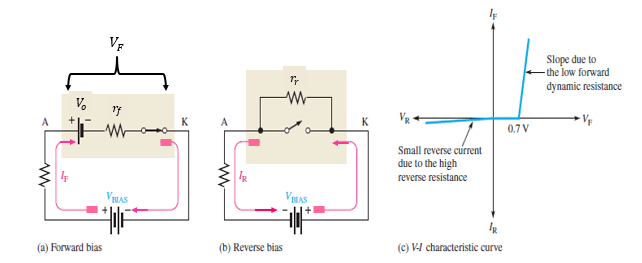 V_F
V_o
r_f
+ -
A
K
I_F
V_BIAS
+ -
(a) Forward bias
r_r
A
K
I_R
V_BIAS
- +
(b) Reverse bias
I_F
Slope due to
the low forward
dynamic resistance
V_R
V_F
0.7 V
Small reverse current
due to the high
reverse resistance
I_R
(c) V-I characteristic curve